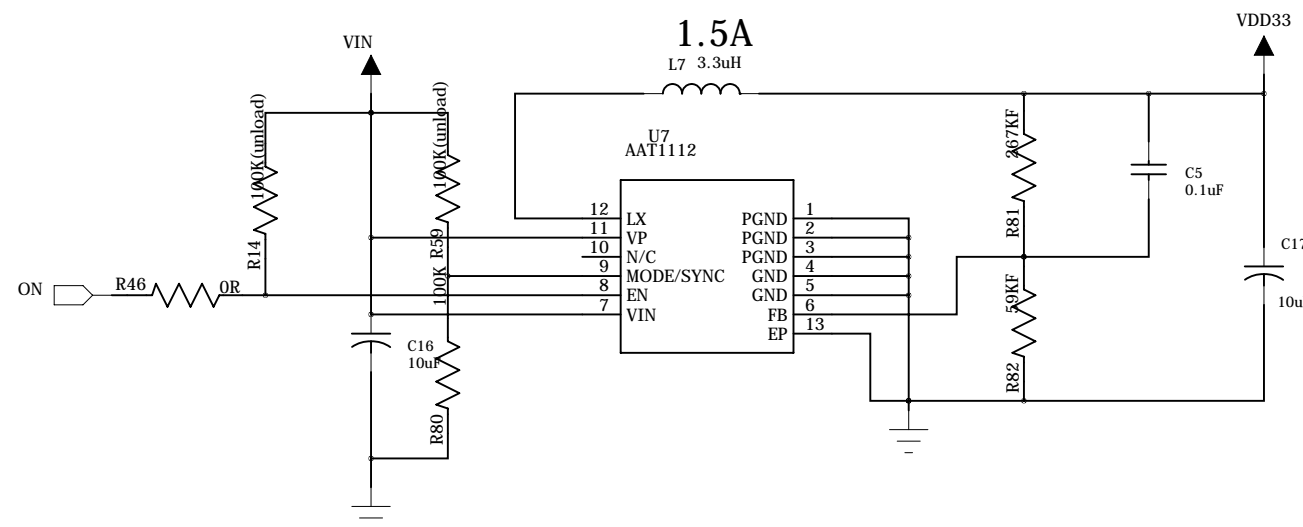 1.5A
VDD33
VIN
L7 3.3uH
100K(unload)
100K(unload)
267KF
U7
AAT1112
C5
0.1uF
R81
R14
R59
12 LX
11 VP
10 N/C
9 MODE/SYNC
8 EN
7 VIN
PGND 1
PGND 2
PGND 3
GND 4
GND 5
FB 6
EP 13
C17
10u
ON
R46
0R
100K
59KF
C16
10uF
R80
R82